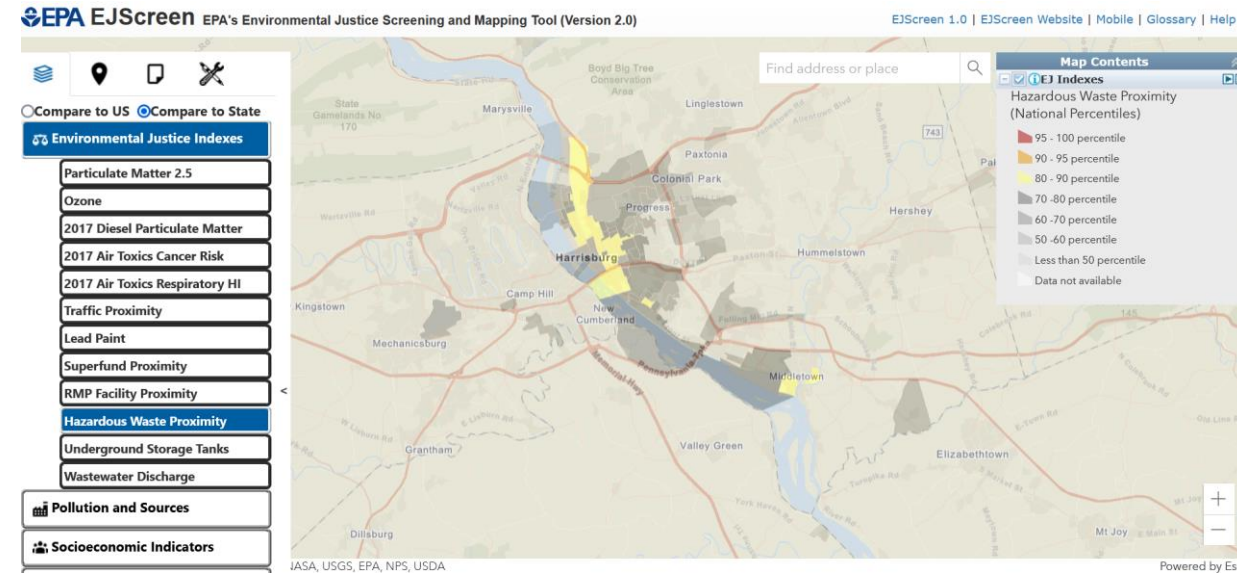 EPA EJScreen EPA's Environmental Justice Screening and Mapping Tool (Version 2.0)
EJScreen 1.0 | EJScreen Website | Mobile | Glossary | Help
Compare to US Compare to State
Environmental Justice Indexes
Particulate Matter 2.5
Ozone
2017 Diesel Particulate Matter
2017 Air Toxics Cancer Risk
2017 Air Toxics Respiratory HI
Traffic Proximity
Lead Paint
Superfund Proximity
RMP Facility Proximity
Hazardous Waste Proximity
Underground Storage Tanks
Wastewater Discharge
Pollution and Sources
Socioeconomic Indicators
<
Find address or place
Map Contents
EJ Indexes
Hazardous Waste Proximity
(National Percentiles)
95 - 100 percentile
90 - 95 percentile
80 - 90 percentile
70 -80 percentile
60 -70 percentile
50 -60 percentile
Less than 50 percentile
Data not available
Boyd Big Tree
Conservation
Area
State
Gamelands No.
170
Marysville
Linglestown
743
Paxtonia
Colonial Park
Progress
Hershey
Harrisburg
Hummelstown
Camp Hill
Kingstown
New
Cumberland
Mechanicsburg
Memorial Hwy
Pennsylvania Tpke
Middletown
145
Grantham
Valley Green
Elizabethtown
Dillsburg
Mt Joy
+
−
IASA, USGS, EPA, NPS, USDA
Powered by Es